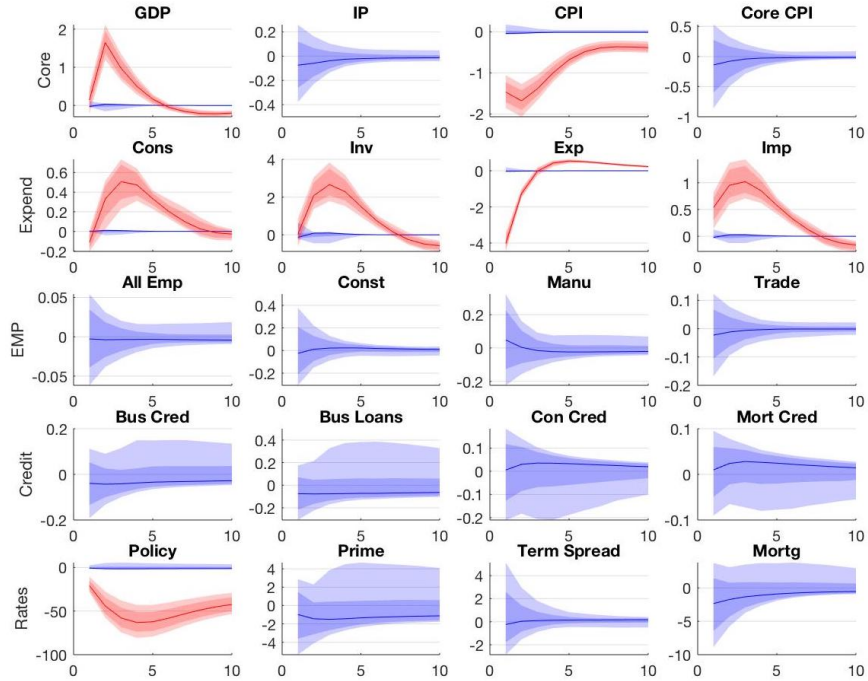 GDP IP CPI Core CPI
Core
2 1 0
0.2 0 -0.2 -0.4
0 -1 -2
0.5 0 -0.5 -1
0 5 10 0 5 10 0 5 10 0 5 10
Cons Inv Exp Imp
Expend
0.6 0.4 0.2 0 -0.2
4 2 0
0 -2 -4
1.0 0.5 0
0 5 10 0 5 10 0 5 10 0 5 10
All Emp Const Manu Trade
EMP
0.05 0 -0.05
0.4 0.2 0 -0.2
0.2 0 -0.2
0.1 0 -0.1 -0.2
0 5 10 0 5 10 0 5 10 0 5 10
Bus Cred Bus Loans Con Cred Mort Cred
Credit
0.2 0 -0.2
0.4 0.2 0 -0.2
0.1 0 -0.1 -0.2
0.1 0 -0.1
0 5 10 0 5 10 0 5 10 0 5 10
Policy Prime Term Spread Mortg
Rates
0 -50 -100
4 2 0 -2 -4
4 2 0 -2
0 -5 -10
0 5 10 0 5 10 0 5 10 0 5 10